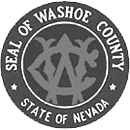 SEAL OF WASHOE COUNTY
STATE OF NEVADA